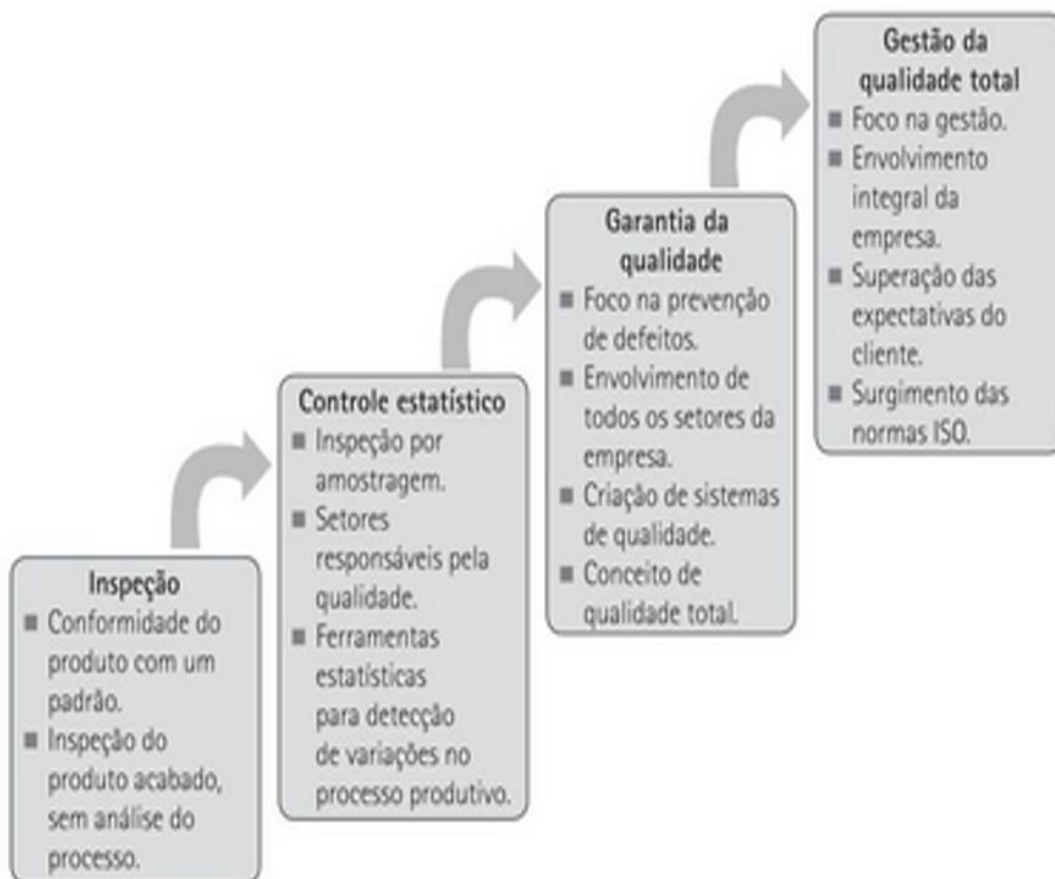 Inspeção
■ Conformidade do
produto com um
padrão.
■ Inspeção do
produto acabado,
sem análise do
processo.
Controle estatístico
■ Inspeção por
amostragem.
■ Setores
responsáveis pela
qualidade.
■ Ferramentas
estatísticas
para detecção
de variações no
processo produtivo.
Garantia da
qualidade
■ Foco na prevenção
de defeitos.
■ Envolvimento de
todos os setores da
empresa.
■ Criação de sistemas
de qualidade.
■ Conceito de
qualidade total.
Gestão da
qualidade total
■ Foco na gestão.
■ Envolvimento
integral da
empresa.
■ Superação das
expectativas do
cliente.
■ Surgimento das
normas ISO.